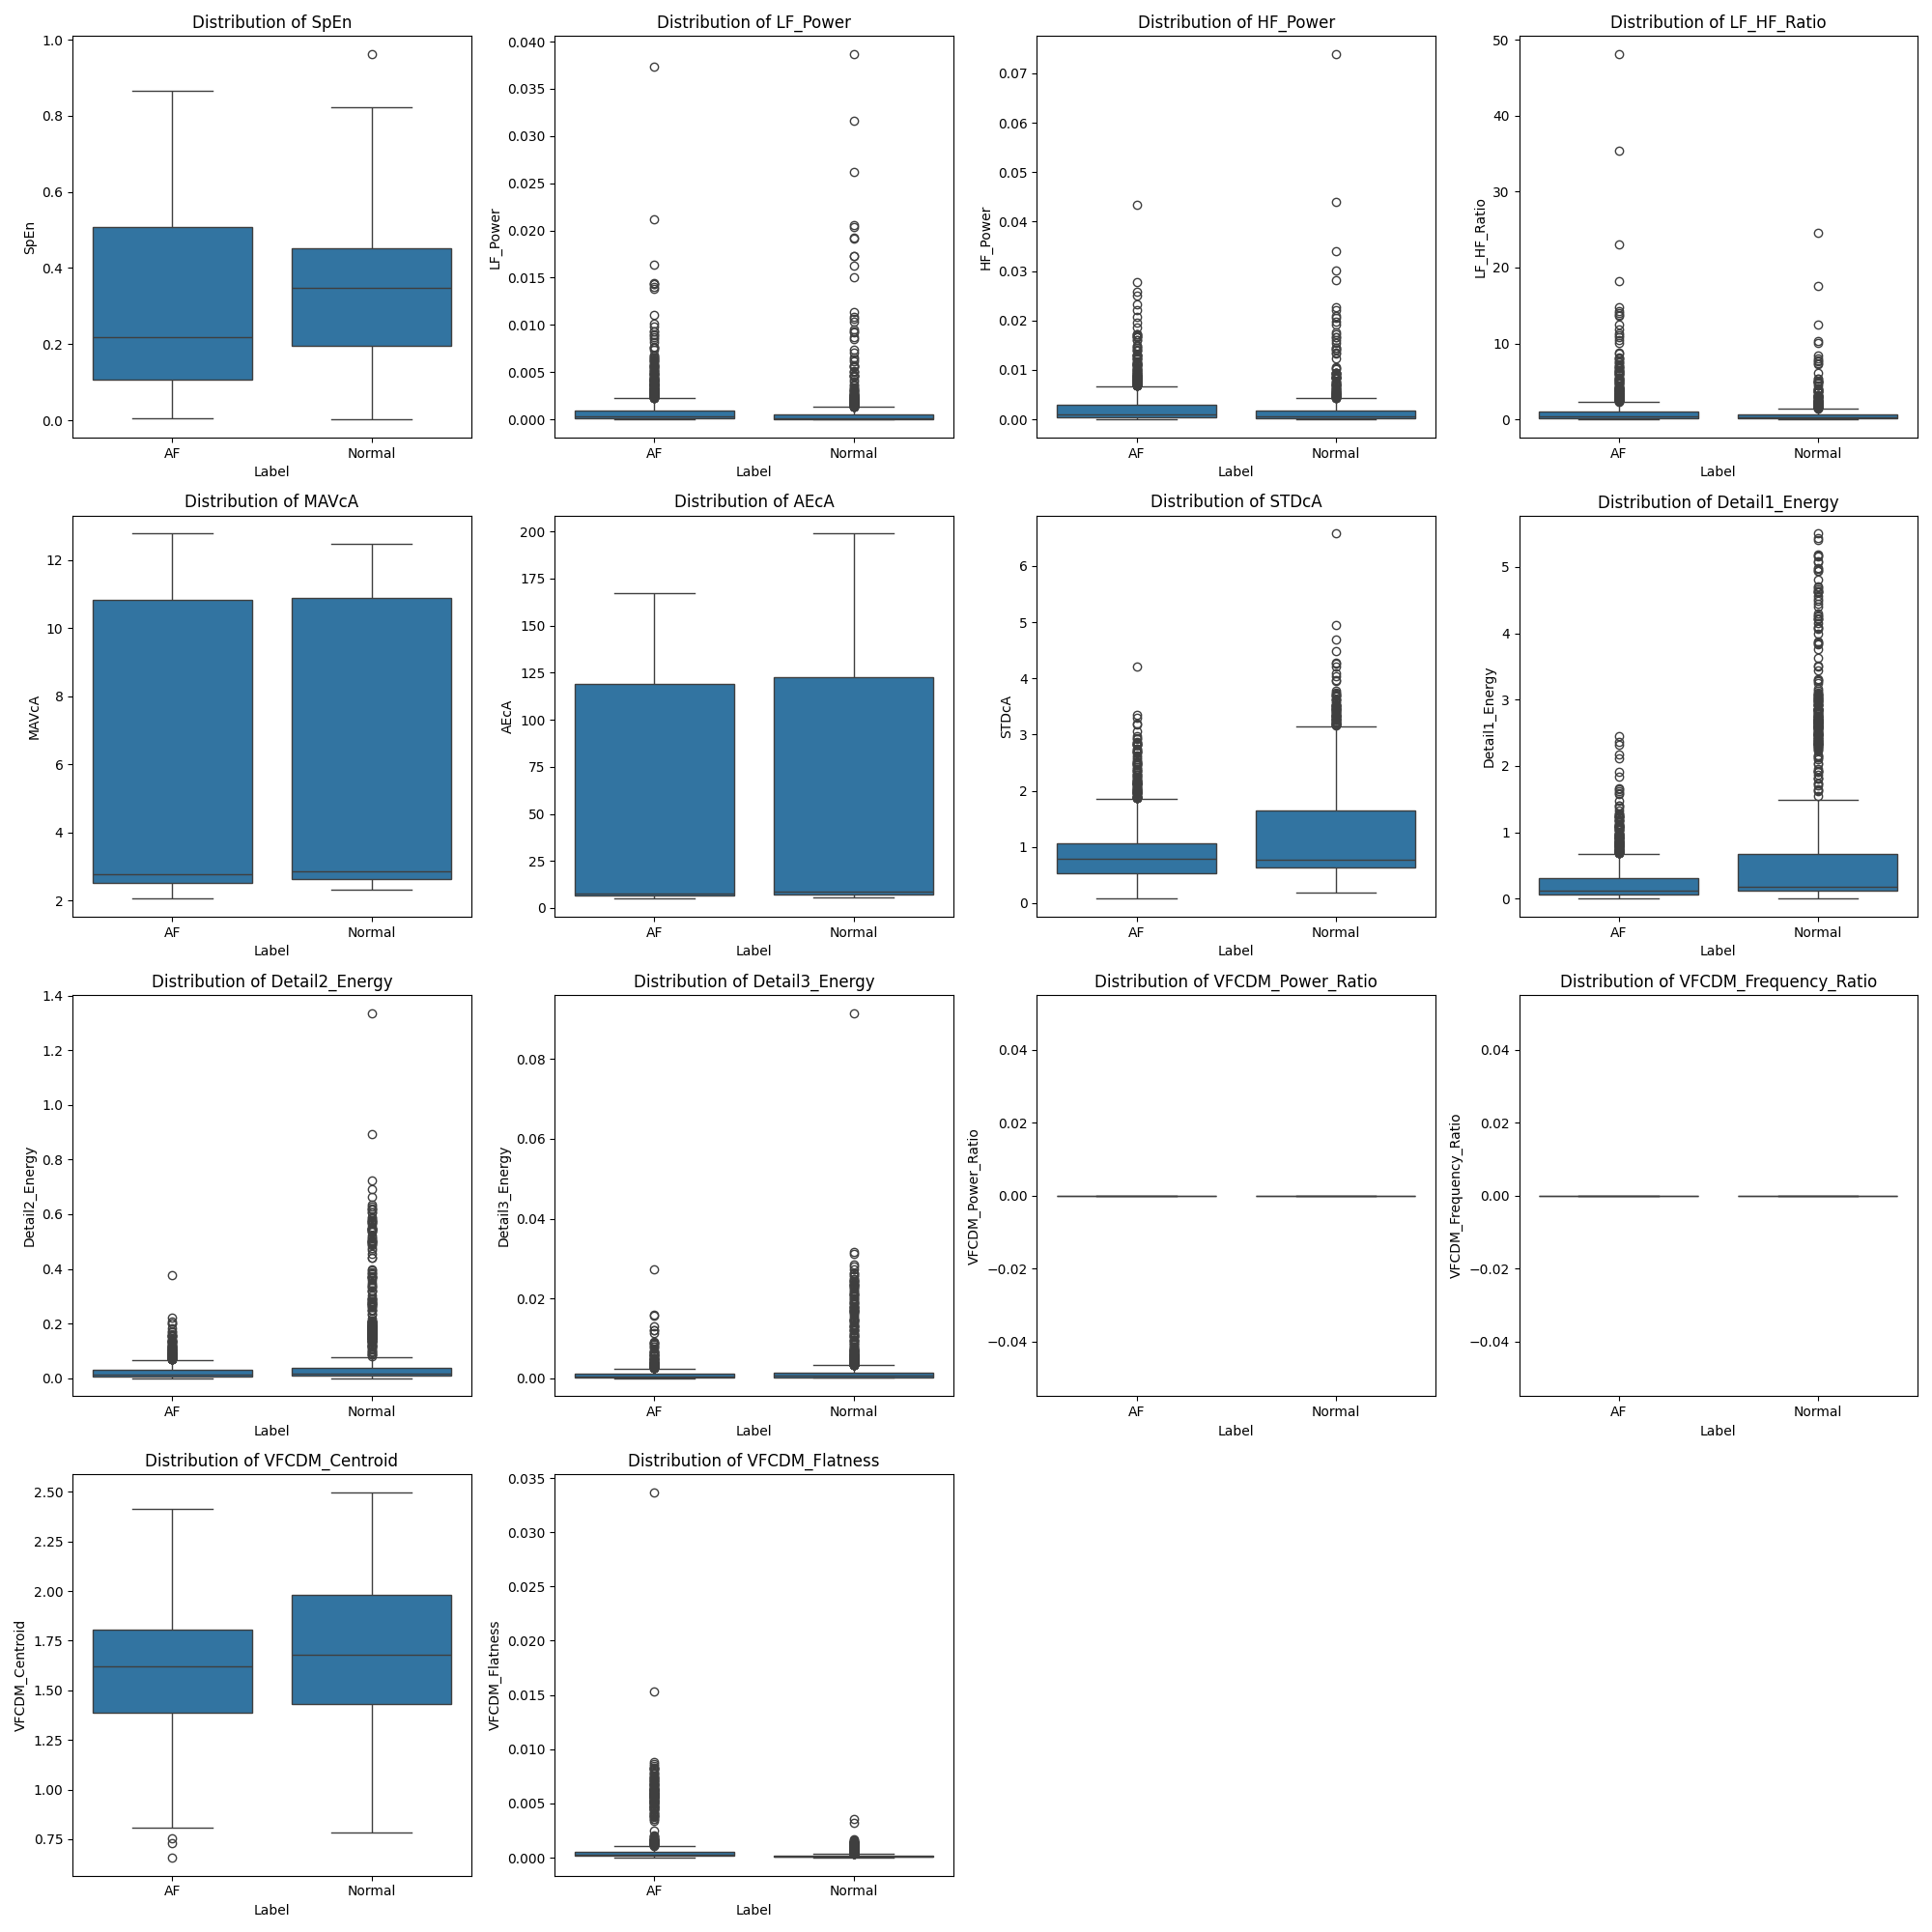 Distribution of SpEn
1.0
0.8
0.6
0.4
0.2
0.0
SpEn
AF
Normal
Label
Distribution of LF_Power
0.040
0.035
0.030
0.025
0.020
0.015
0.010
0.005
0.000
LF_Power
AF
Normal
Label
Distribution of HF_Power
0.07
0.06
0.05
0.04
0.03
0.02
0.01
0.00
HF_Power
AF
Normal
Label
Distribution of LF_HF_Ratio
50
40
30
20
10
0
LF_HF_Ratio
AF
Normal
Label
Distribution of MAVcA
12
10
8
6
4
2
MAVcA
AF
Normal
Label
Distribution of AEcA
200
175
150
125
100
75
50
25
0
AEcA
AF
Normal
Label
Distribution of STDcA
6
5
4
3
2
1
0
STDcA
AF
Normal
Label
Distribution of Detail1_Energy
5
4
3
2
1
0
Detail1_Energy
AF
Normal
Label
Distribution of Detail2_Energy
1.4
1.2
1.0
0.8
0.6
0.4
0.2
0.0
Detail2_Energy
AF
Normal
Label
Distribution of Detail3_Energy
0.08
0.06
0.04
0.02
0.00
Detail3_Energy
AF
Normal
Label
Distribution of VFCDM_Power_Ratio
0.04
0.02
0.00
−0.02
−0.04
VFCDM_Power_Ratio
AF
Normal
Label
Distribution of VFCDM_Frequency_Ratio
0.04
0.02
0.00
−0.02
−0.04
VFCDM_Frequency_Ratio
AF
Normal
Label
Distribution of VFCDM_Centroid
2.50
2.25
2.00
1.75
1.50
1.25
1.00
0.75
VFCDM_Centroid
AF
Normal
Label
Distribution of VFCDM_Flatness
0.035
0.030
0.025
0.020
0.015
0.010
0.005
0.000
VFCDM_Flatness
AF
Normal
Label